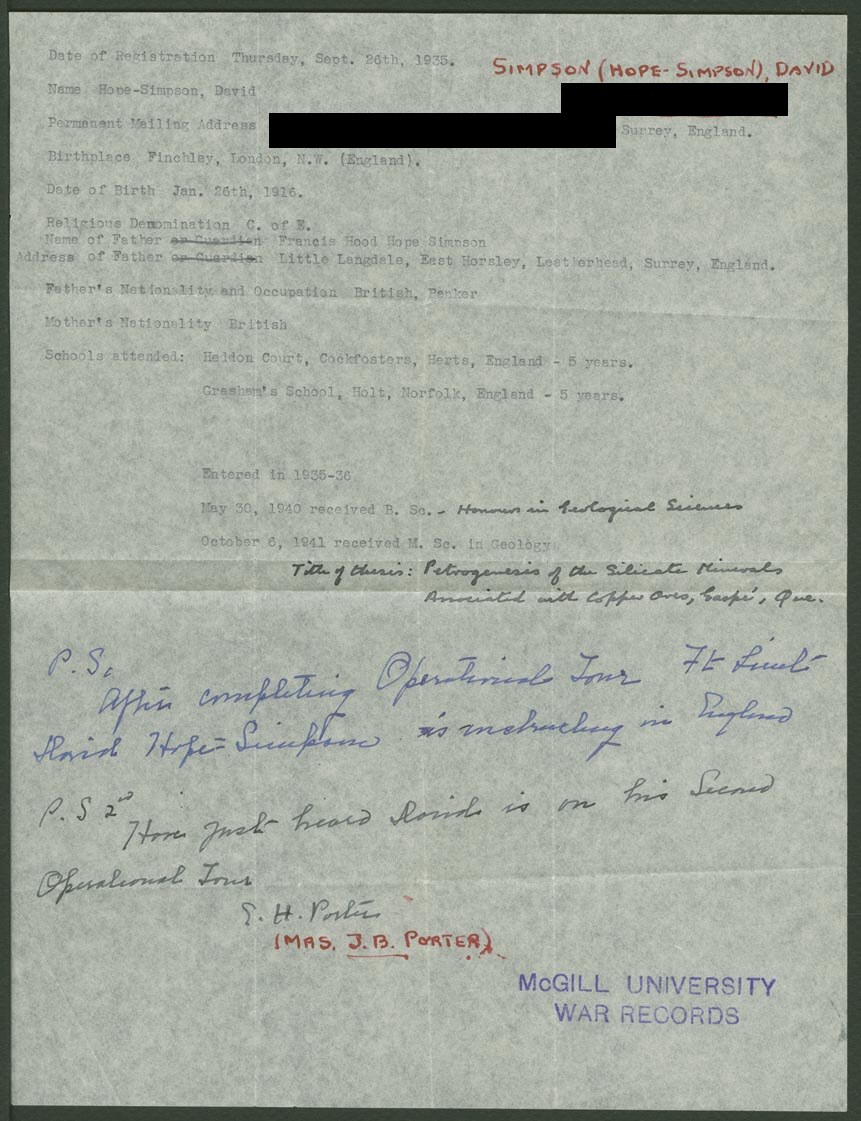 Date of Registration Thursday, Sept. 26th, 1935.
SIMPSON (HOPE-SIMPSON), DAVID
Name Hope-Simpson, David
Permanent Mailing Address Surrey, England.
Birthplace Finchley, London, N.W. (England).
Date of Birth Jan. 26th, 1916.
Religious Denomination C. of E.
Name of Father or Guardian Francis Hood Hope Simpson
Address of Father or Guardian Little Langdale, East Horsley, Leatherhead, Surrey, England.
Father's Nationality and Occupation British, Banker
Mother's Nationality British
Schools attended: Heddon Court, Cockfosters, Herts, England - 5 years.
Gresham's School, Holt, Norfolk, England - 5 years.
Entered in 1935-36
May 30, 1940 received B. Sc. - Honours in Geological Sciences
October 6, 1941 received M. Sc. in Geology
Title of thesis: Petrogenesis of the Silicate Minerals
Associated with Copper Ores, Gaspé, Que.
P. S.
After completing Operational Tour Ft Lieut
David Hope-Simpson is instructing in England
P. S 2nd
Have just heard David is on his Second
Operational Tour
E. H. Porter
(MRS. J. B. PORTER)
McGILL UNIVERSITY
WAR RECORDS